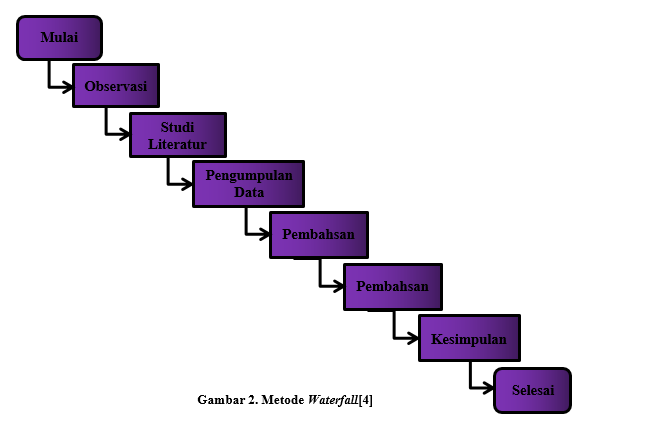 Mulai
Observasi
Studi
Literatur
Pengumpulan
Data
Pembahsan
Pembahsan
Kesimpulan
Selesai
Gambar 2. Metode Waterfall[4]